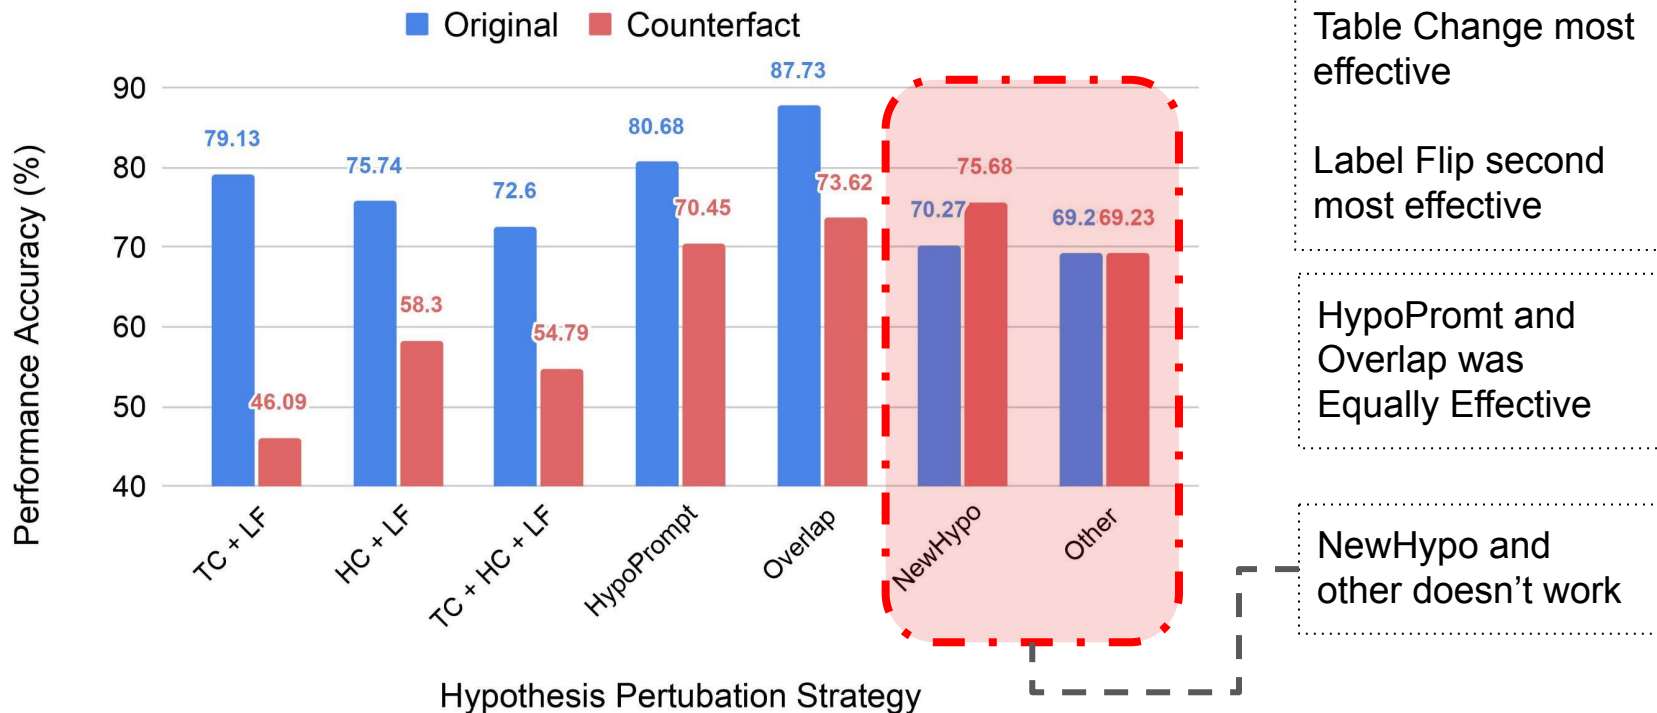 Original Counterfact
Performance Accuracy (%)
90
80
70
60
50
40
79.13
46.09
75.74
58.3
72.6
54.79
80.68
70.45
87.73
73.62
70.27
75.68
69.2
69.23
TC + LF
HC + LF
TC + HC + LF
HypoPrompt
Overlap
NewHypo
Other
Hypothesis Pertubation Strategy
Table Change most
effective
Label Flip second
most effective
HypoPromt and
Overlap was
Equally Effective
NewHypo and
other doesn’t work